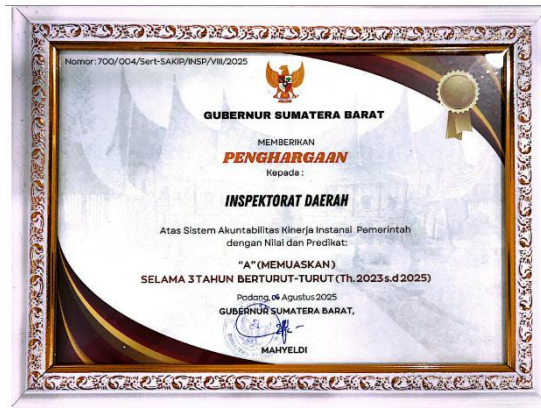 Nomor: 700/004/Sert-SAKIP/INSP/VIII/2025
GUBERNUR SUMATERA BARAT
MEMBERIKAN
PENGHARGAAN
Kepada :
INSPEKTORAT DAERAH
Atas Sistem Akuntabilitas Kinerja Instansi Pemerintah
dengan Nilai dan Predikat:
"A" (MEMUASKAN)
SELAMA 3 TAHUN BERTURUT-TURUT (Th. 2023 s.d 2025)
Padang, 06 Agustus 2025
GUBERNUR SUMATERA BARAT,
MAHYELDI